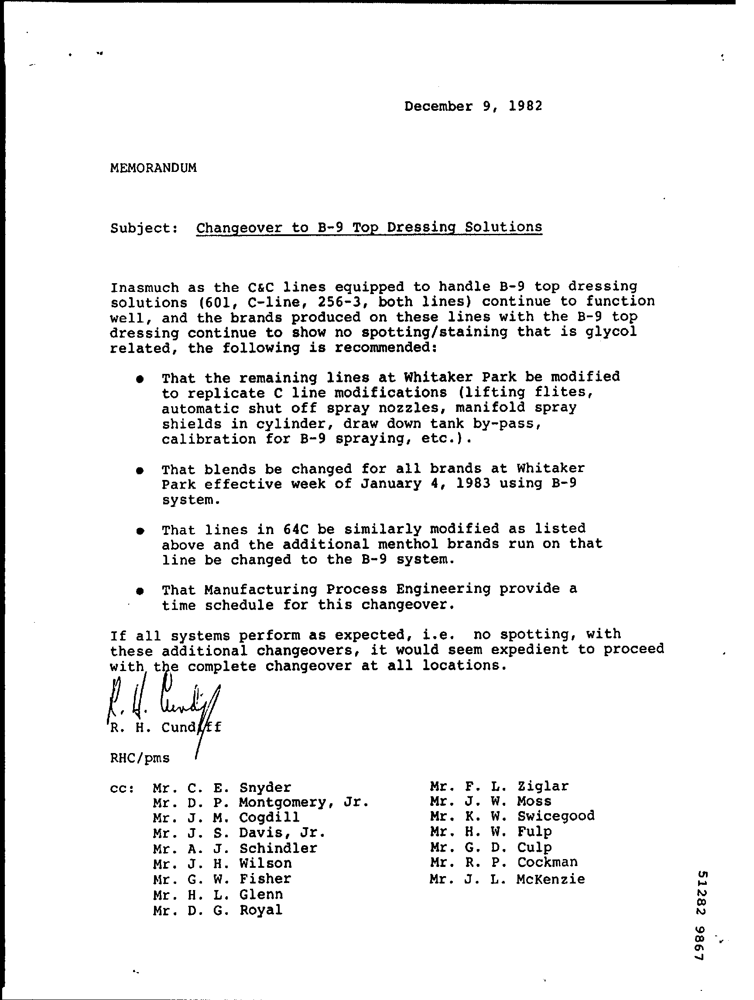 December 9, 1982
MEMORANDUM
Subject: Changeover to B-9 Top Dressing Solutions
Inasmuch as the C&C lines equipped to handle B-9 top dressing
solutions (601, C-line, 256-3, both lines) continue to function
well, and the brands produced on these lines with the B-9 top
dressing continue to show no spotting/staining that is glycol
related, the following is recommended:
● That the remaining lines at Whitaker Park be modified
to replicate C line modifications (lifting flites,
automatic shut off spray nozzles, manifold spray
shields in cylinder, draw down tank by-pass,
calibration for B-9 spraying, etc.).
● That blends be changed for all brands at Whitaker
Park effective week of January 4, 1983 using B-9
system.
● That lines in 64C be similarly modified as listed
above and the additional menthol brands run on that
line be changed to the B-9 system.
● That Manufacturing Process Engineering provide a
time schedule for this changeover.
If all systems perform as expected, i.e. no spotting, with
these additional changeovers, it would seem expedient to proceed
with the complete changeover at all locations.
R. H. Cundiff
R. H. Cundiff
RHC/pms
cc: Mr. C. E. Snyder
Mr. D. P. Montgomery, Jr.
Mr. J. M. Cogdill
Mr. J. S. Davis, Jr.
Mr. A. J. Schindler
Mr. J. H. Wilson
Mr. G. W. Fisher
Mr. H. L. Glenn
Mr. D. G. Royal
Mr. F. L. Ziglar
Mr. J. W. Moss
Mr. K. W. Swicegood
Mr. H. W. Fulp
Mr. G. D. Culp
Mr. R. P. Cockman
Mr. J. L. McKenzie
51282 9867